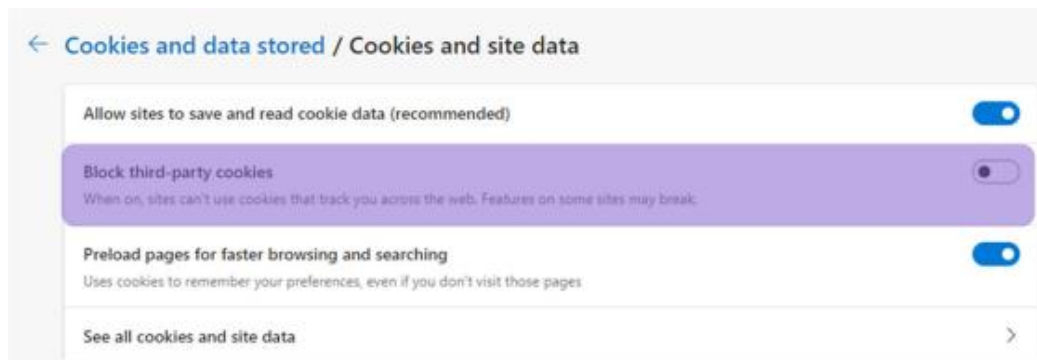 Cookies and data stored / Cookies and site data
Allow sites to save and read cookie data (recommended)
Block third-party cookies
When on, sites can't use cookies that track you across the web. Features on some sites may break.
Preload pages for faster browsing and searching
Uses cookies to remember your preferences, even if you don't visit those pages
See all cookies and site data